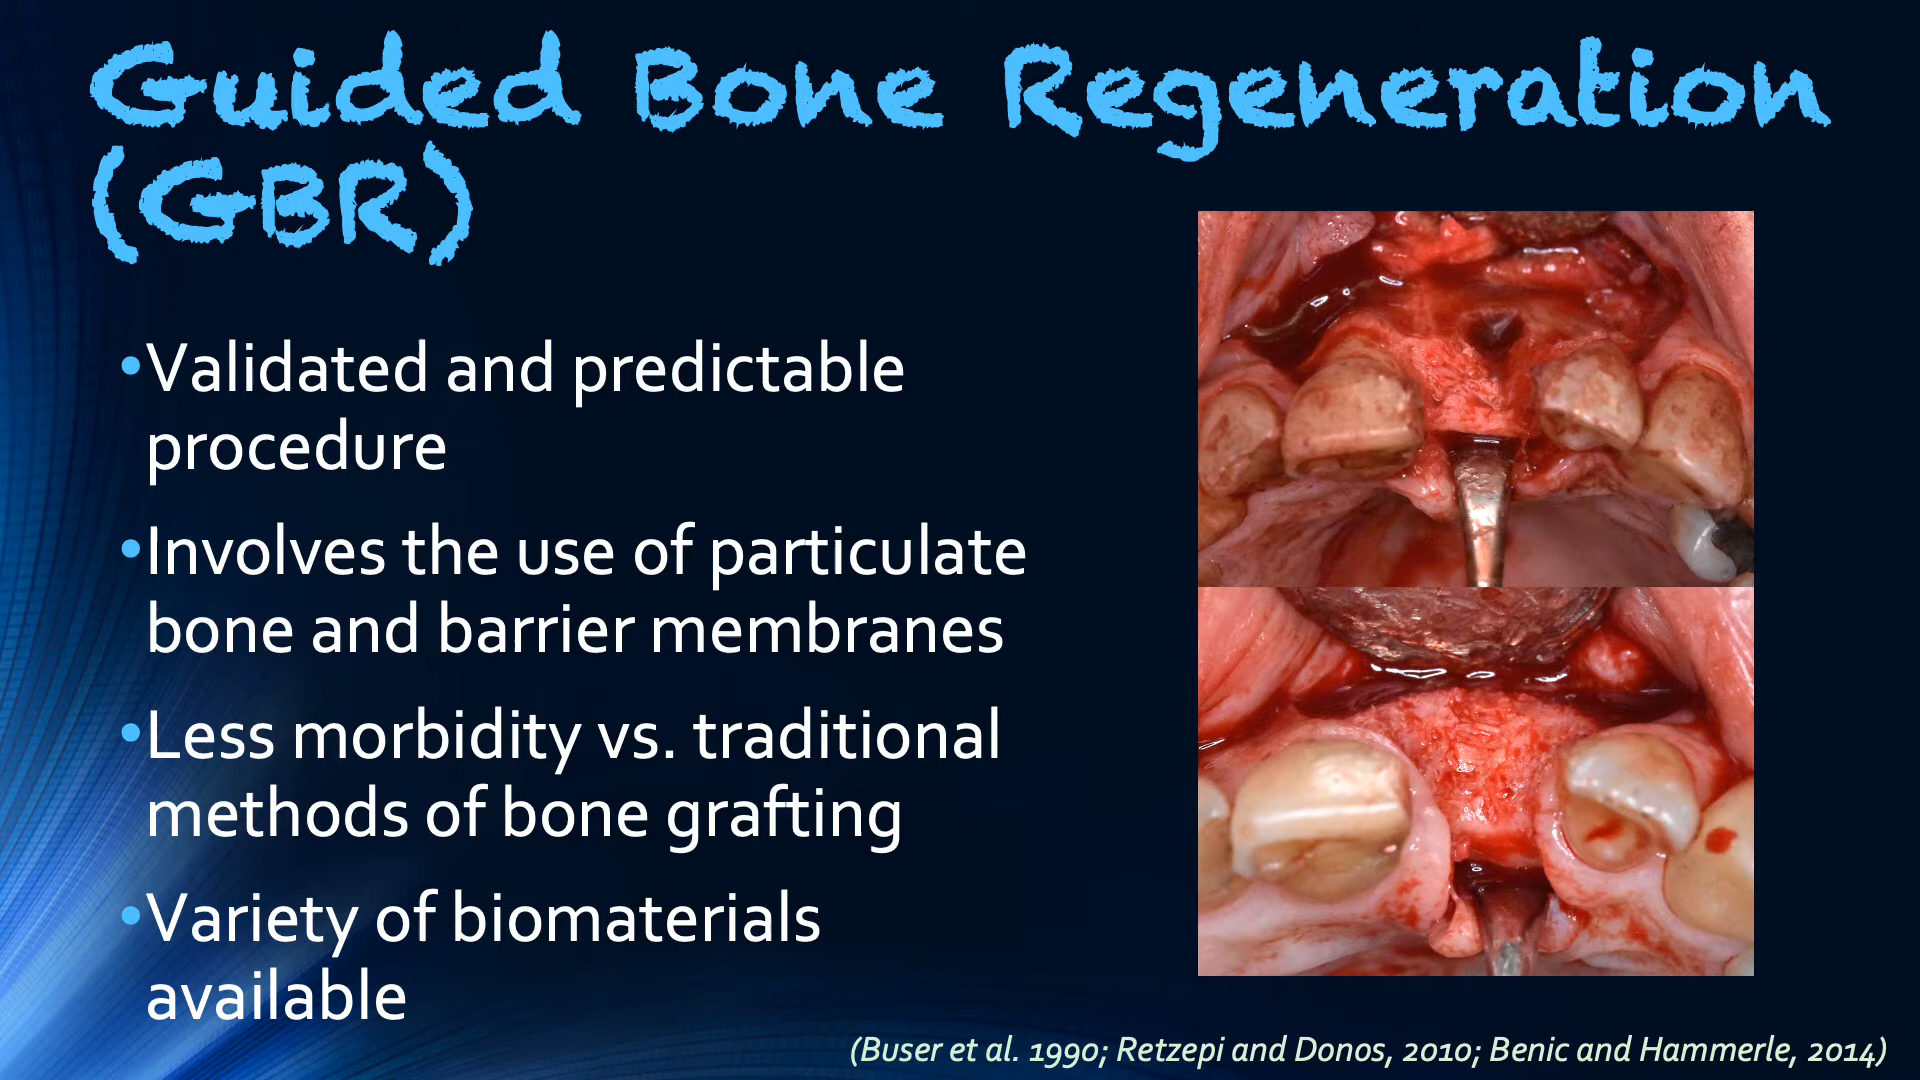 Guided Bone Regeneration
(GBR)
•Validated and predictable
procedure
•Involves the use of particulate
bone and barrier membranes
•Less morbidity vs. traditional
methods of bone grafting
•Variety of biomaterials
available
(Buser et al. 1990; Retzepi and Donos, 2010; Benic and Hammerle, 2014)